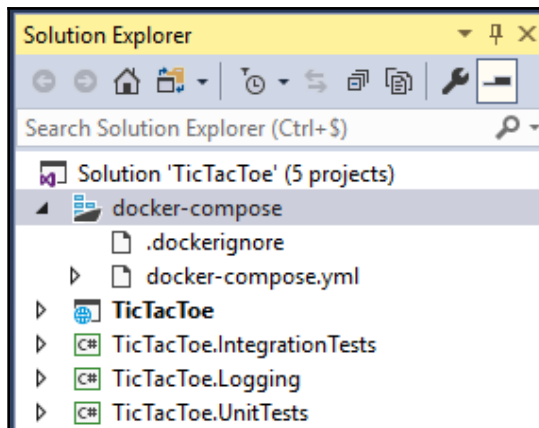 Solution Explorer
Search Solution Explorer (Ctrl+$)
Solution 'TicTacToe' (5 projects)
docker-compose
.dockerignore
docker-compose.yml
TicTacToe
C# TicTacToe.IntegrationTests
C# TicTacToe.Logging
C# TicTacToe.UnitTests